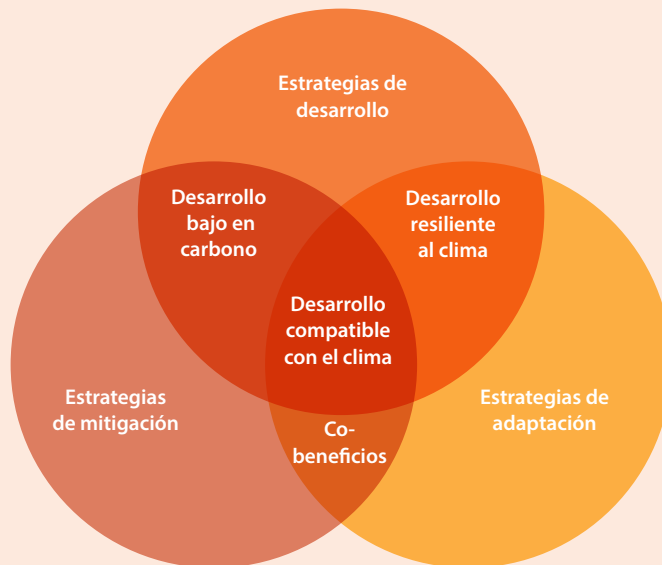 Estrategias de
desarrollo
Desarrollo
bajo en
carbono
Desarrollo
resiliente
al clima
Desarrollo
compatible
con el clima
Estrategias
de mitigación
Estrategias de
adaptación
Co-
beneficios